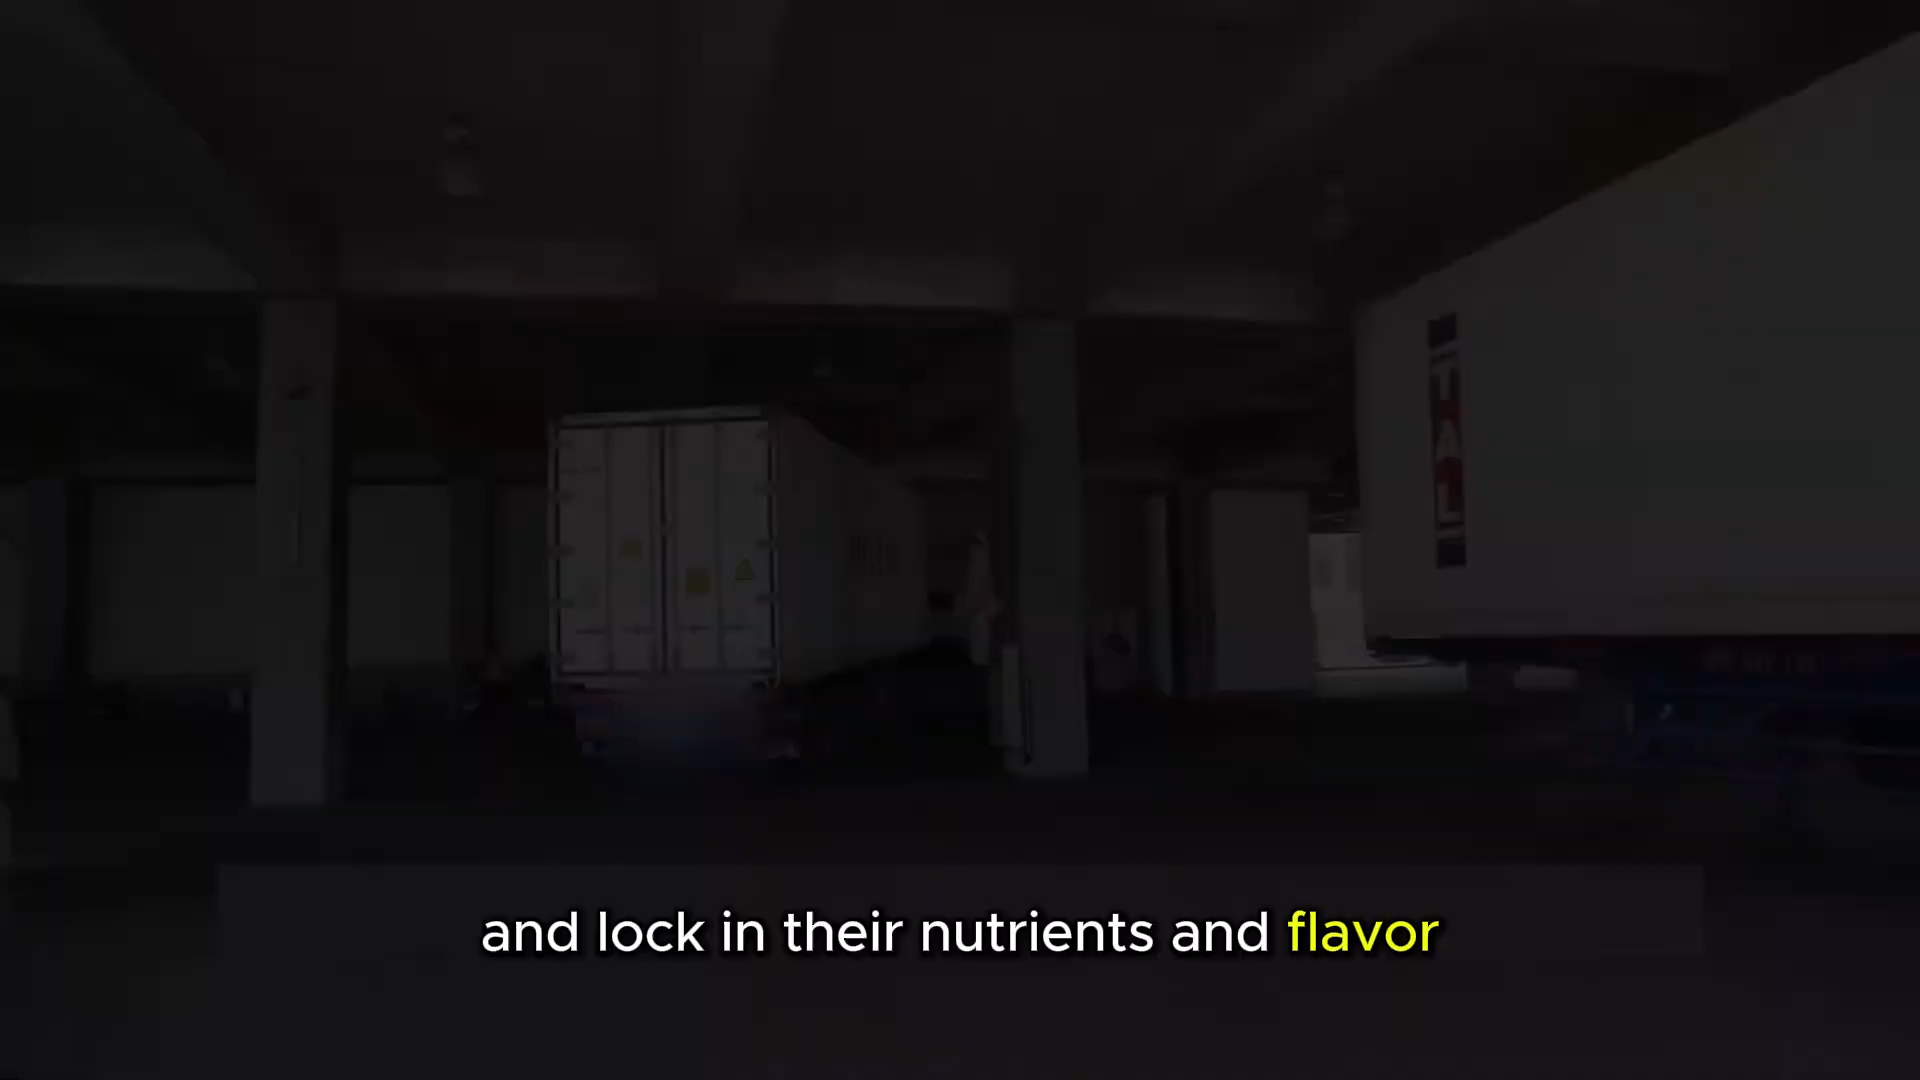 and lock in their nutrients and flavor